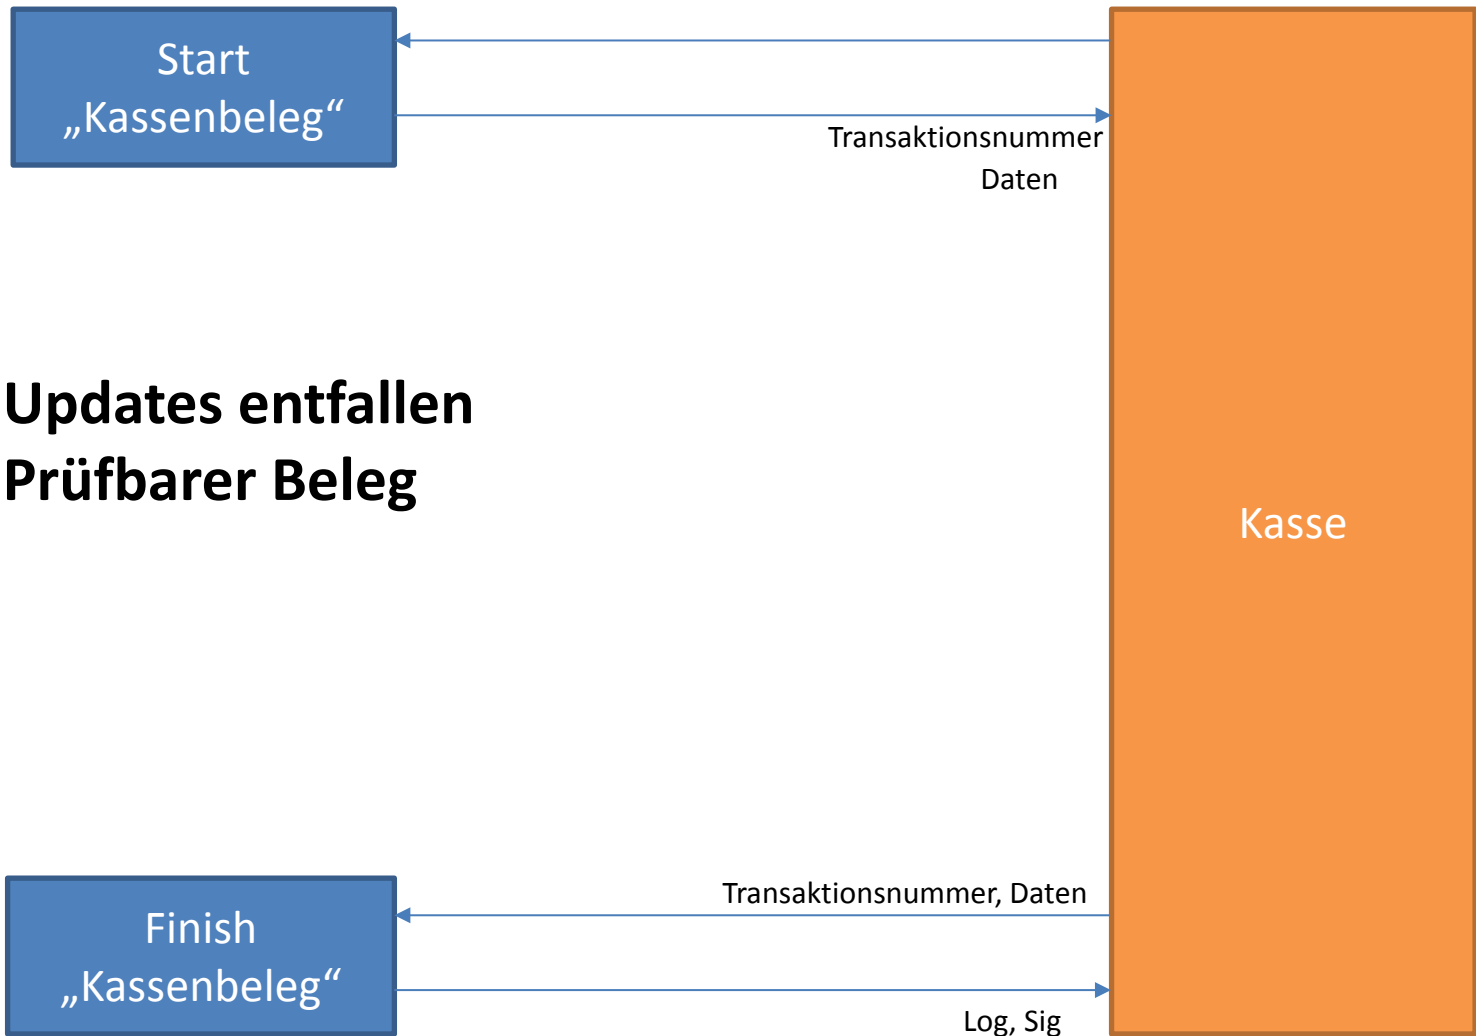 Start
„Kassenbeleg“
Transaktionsnummer
Daten
Updates entfallen
Prüfbarer Beleg
Kasse
Transaktionsnummer, Daten
Finish
„Kassenbeleg“
Log, Sig